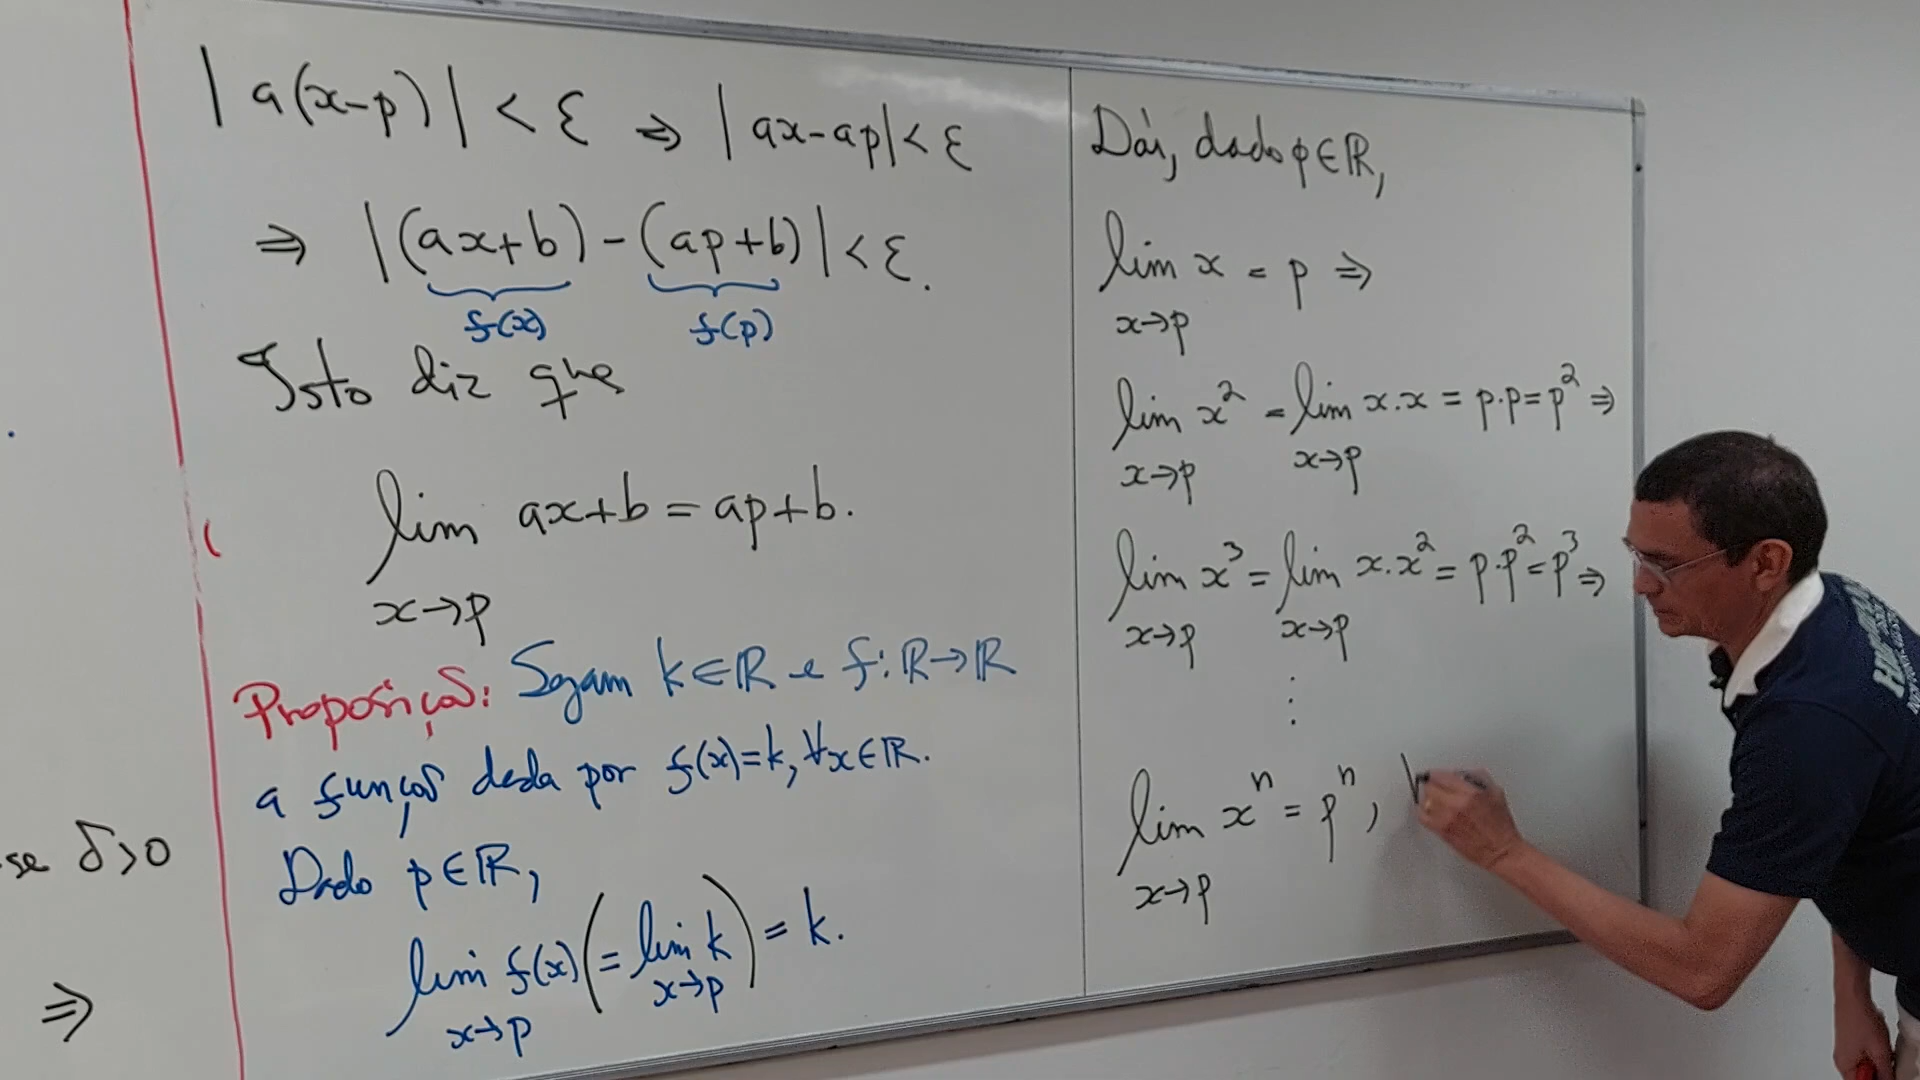 |a(x-p)| < ε ⇒ |ax-ap| < ε
⇒ |(ax+b) - (ap+b)| < ε.
f(x) f(p)
Isto diz que
lim ax+b = ap+b.
x→p
Proposição: Sejam k∈ℝ e f: ℝ→ℝ
a função dada por f(x)=k, ∀x∈ℝ.
Dado p∈ℝ,
lim f(x) (= lim k) = k.
x→p x→p
se δ>0
⇒
Daí, dado p∈ℝ,
lim x = p ⇒
x→p
lim x² = lim x.x = p.p = p² ⇒
x→p x→p
lim x³ = lim x.x² = p.p² = p³ ⇒
x→p x→p
⋮
lim xⁿ = pⁿ,
x→p